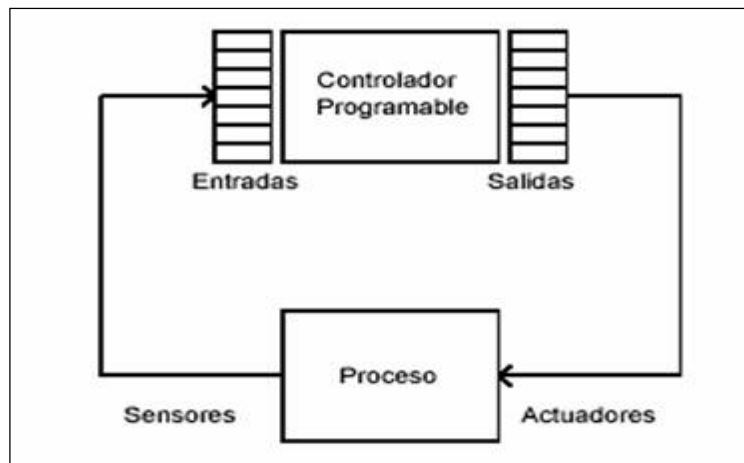 Controlador
Programable
Entradas
Salidas
Proceso
Sensores
Actuadores